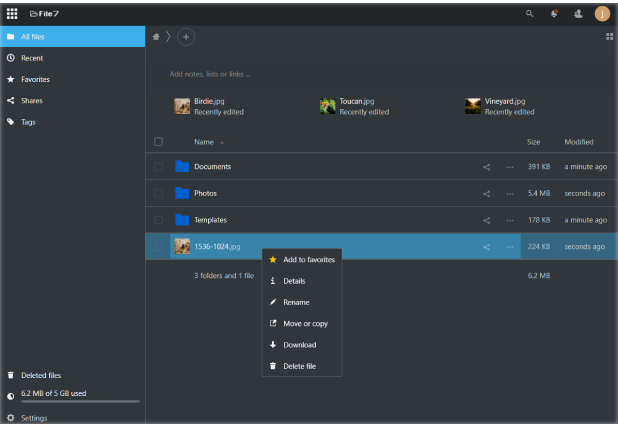 File7
J
All files
Recent
Favorites
Shares
Tags
Add notes, lists or links ...
Birdie.jpg
Recently edited
Toucan.jpg
Recently edited
Vineyard.jpg
Recently edited
Name
Size
Modified
Documents
391 KB
a minute ago
Photos
5.4 MB
seconds ago
Templates
178 KB
a minute ago
1536-1024.jpg
224 KB
seconds ago
3 folders and 1 file
6.2 MB
Add to favorites
Details
Rename
Move or copy
Download
Delete file
Deleted files
6.2 MB of 5 GB used
Settings